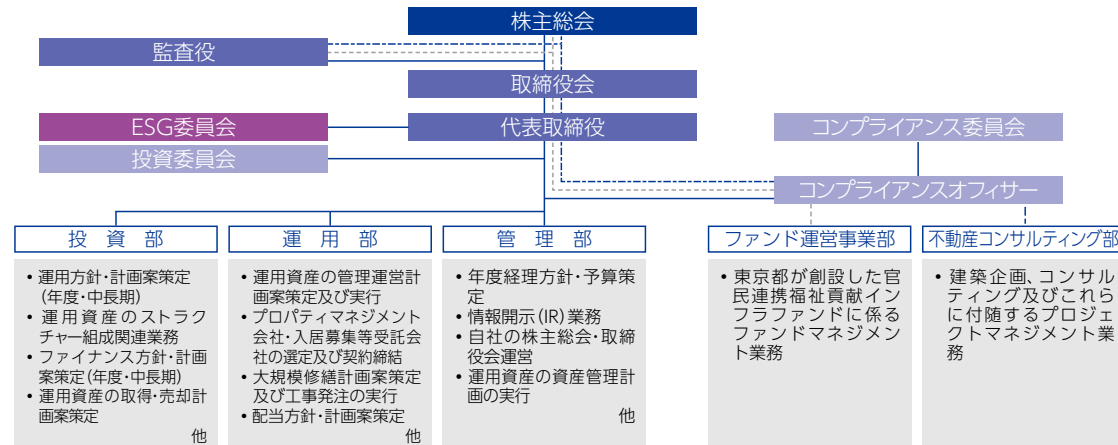 株主総会
監査役
取締役会
ESG委員会
代表取締役
コンプライアンス委員会
投資委員会
コンプライアンスオフィサー
投資部
運用部
管理部
ファンド運営事業部
不動産コンサルティング部
• 運用方針・計画案策定
(年度・中長期)
• 運用資産のストラク
チャー組成関連業務
• ファイナンス方針・計画
案策定(年度・中長期)
• 運用資産の取得・売却計
画案策定
他
• 運用資産の管理運営計
画案策定及び実行
• プロパティマネジメント
会社・入居募集等受託会
社の選定及び契約締結
• 大規模修繕計画案策定
及び工事発注の実行
• 配当方針・計画案策定
他
• 年度経理方針・予算策
定
• 情報開示(IR)業務
• 自社の株主総会・取締
役会運営
• 運用資産の資産管理計
画の実行
他
• 東京都が創設した官
民連携福祉貢献イン
フラファンドに係る
ファンドマネジメン
ト業務
• 建築企画、コンサル
ティング及びこれら
に付随するプロジェ
クトマネジメント業
務